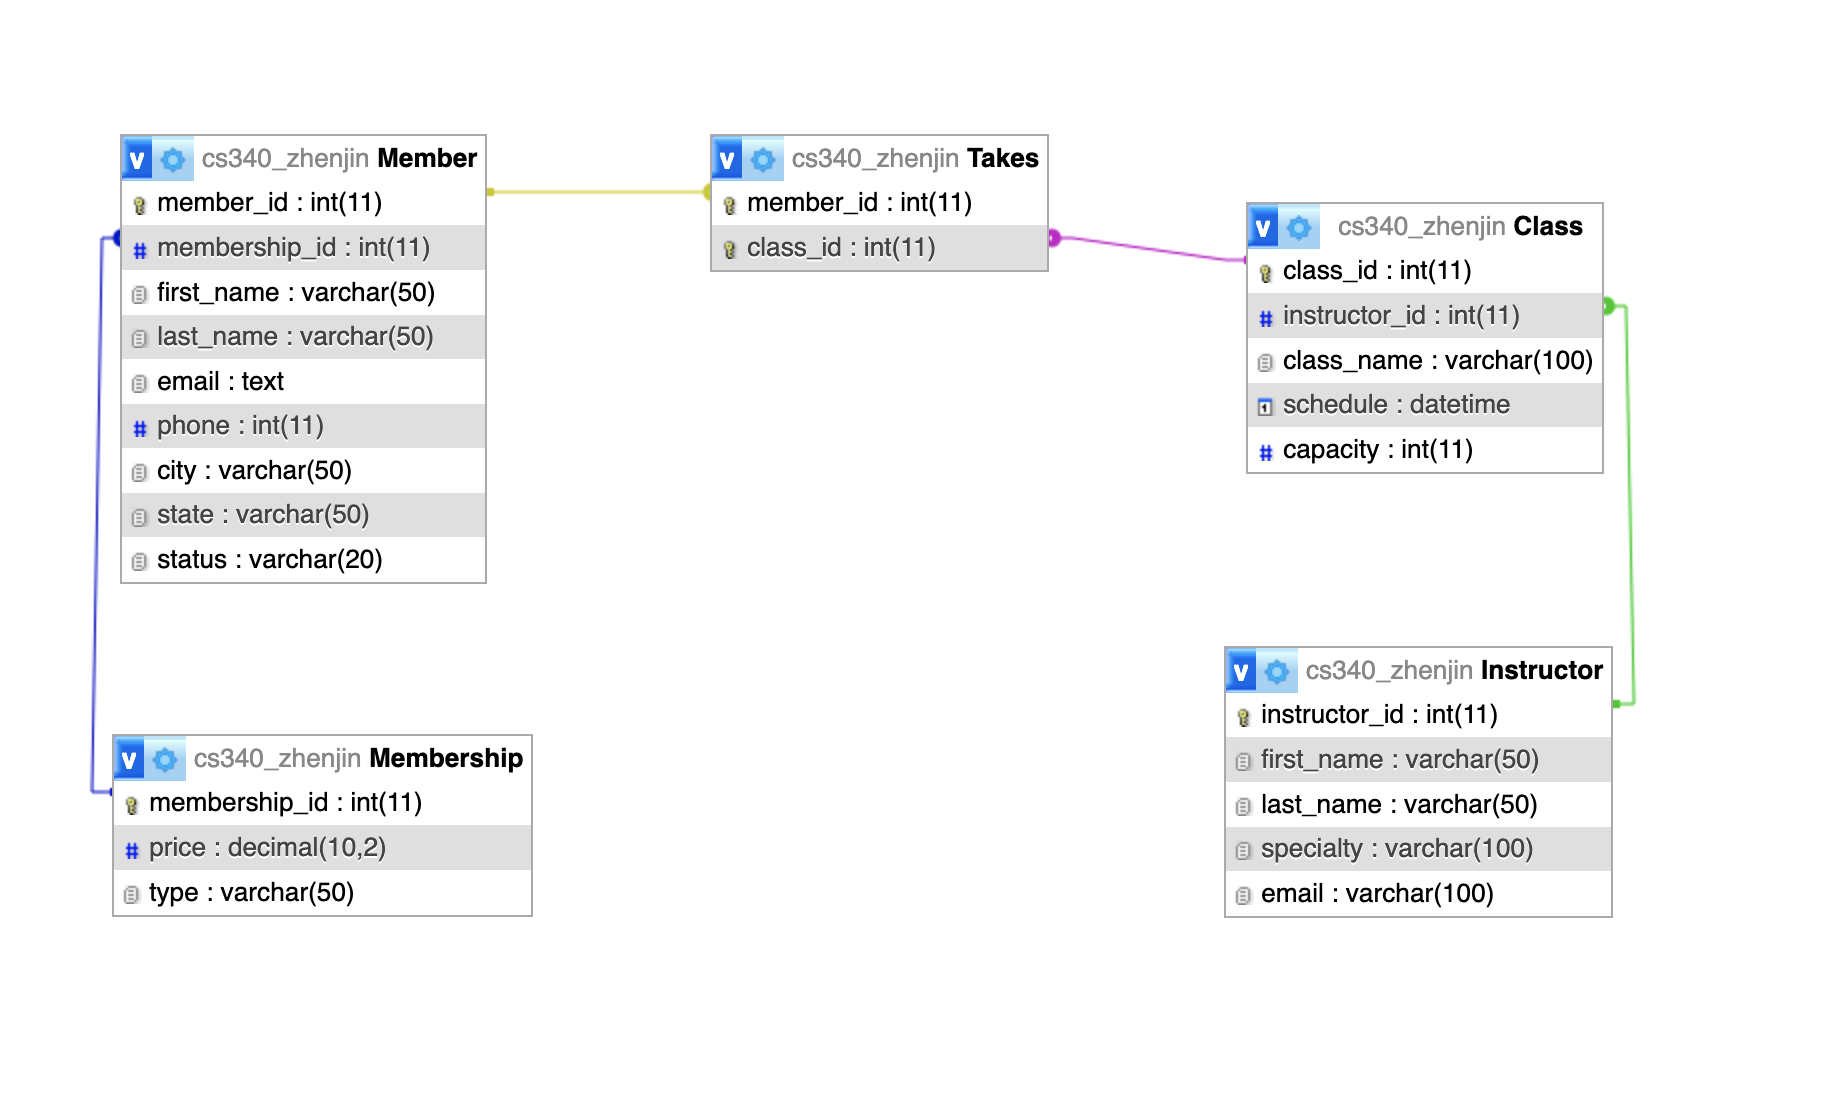 v cs340_zhenjin Member
member_id : int(11)
# membership_id : int(11)
first_name : varchar(50)
last_name : varchar(50)
email : text
# phone : int(11)
city : varchar(50)
state : varchar(50)
status : varchar(20)
v cs340_zhenjin Takes
member_id : int(11)
class_id : int(11)
v cs340_zhenjin Class
class_id : int(11)
# instructor_id : int(11)
class_name : varchar(100)
1 schedule : datetime
# capacity : int(11)
v cs340_zhenjin Membership
membership_id : int(11)
# price : decimal(10,2)
type : varchar(50)
v cs340_zhenjin Instructor
instructor_id : int(11)
first_name : varchar(50)
last_name : varchar(50)
specialty : varchar(100)
email : varchar(100)